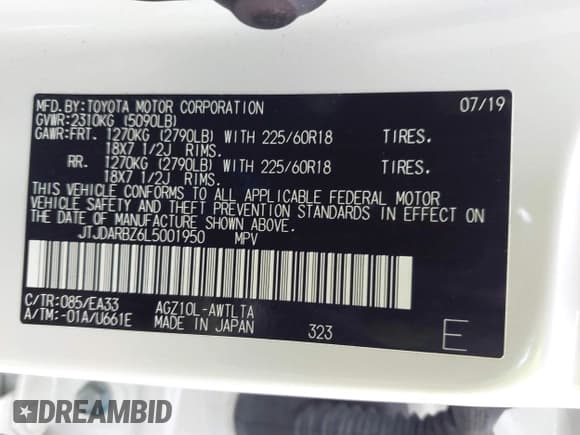 MFD.BY:TOYOTA MOTOR CORPORATION 07/19
GVWR:2310KG (5090LB)
GAWR:FRT. 1270KG (2790LB) WITH 225/60R18 TIRES.
18X7 1/2J RIMS.
RR. 1270KG (2790LB) WITH 225/60R18 TIRES.
18X7 1/2J RIMS.
THIS VEHICLE CONFORMS TO ALL APPLICABLE FEDERAL MOTOR
VEHICLE SAFETY AND THEFT PREVENTION STANDARDS IN EFFECT ON
THE DATE OF MANUFACTURE SHOWN ABOVE.
JTJDARBZ6L5001950 MPV
C/TR:085/EA33 AGZ10L-AWTLTA
A/TM:-01A/U661E MADE IN JAPAN 323 E
DREAMBID